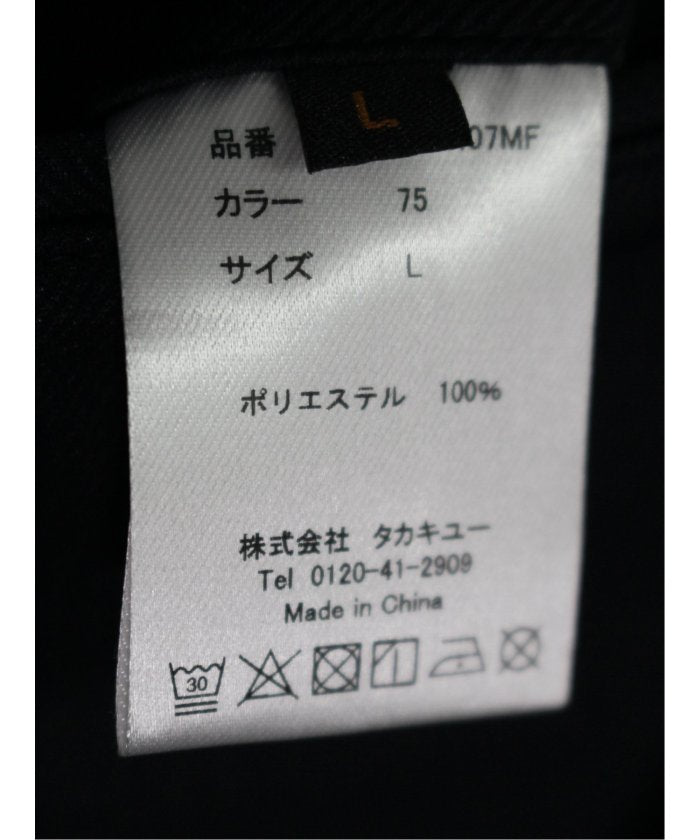 L
品番 07MF
カラー 75
サイズ L
ポリエステル 100%
株式会社 タカキユー
Tel 0120-41-2909
Made in China
30